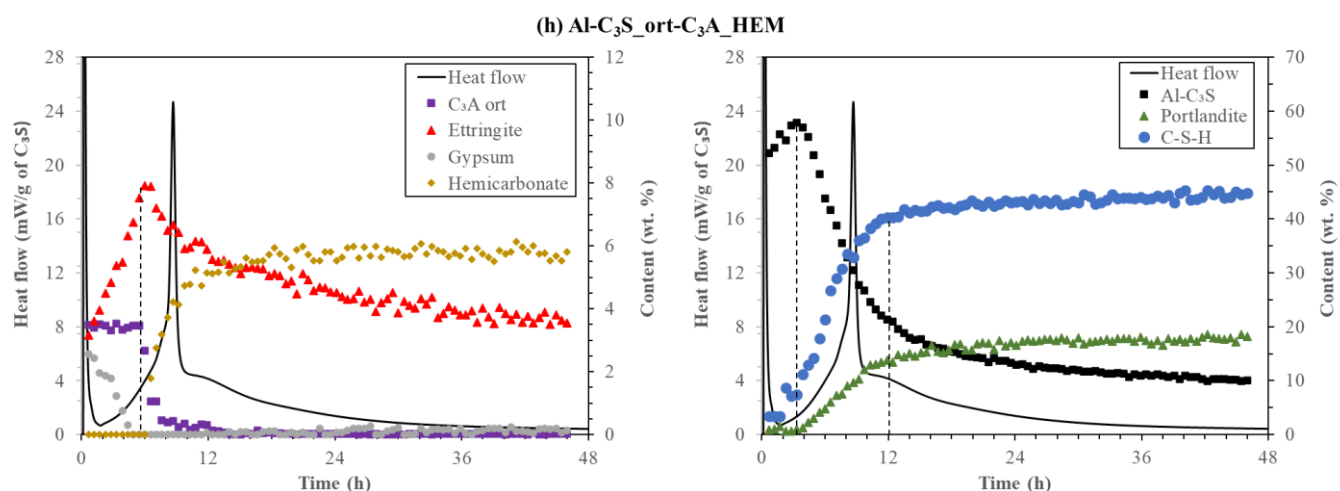 (h) Al-C₃S_ort-C₃A_HEM
Heat flow (mW/g of C₃S)
28
24
20
16
12
8
4
0
Heat flow
C₃A ort
Ettringite
Gypsum
Hemicarbonate
12
10
8
6
4
2
0
Content (wt. %)
0 12 24 36 48
Time (h)
Heat flow (mW/g of C₃S)
28
24
20
16
12
8
4
0
Heat flow
Al-C₃S
Portlandite
C-S-H
70
60
50
40
30
20
10
0
Content (wt. %)
0 12 24 36 48
Time (h)